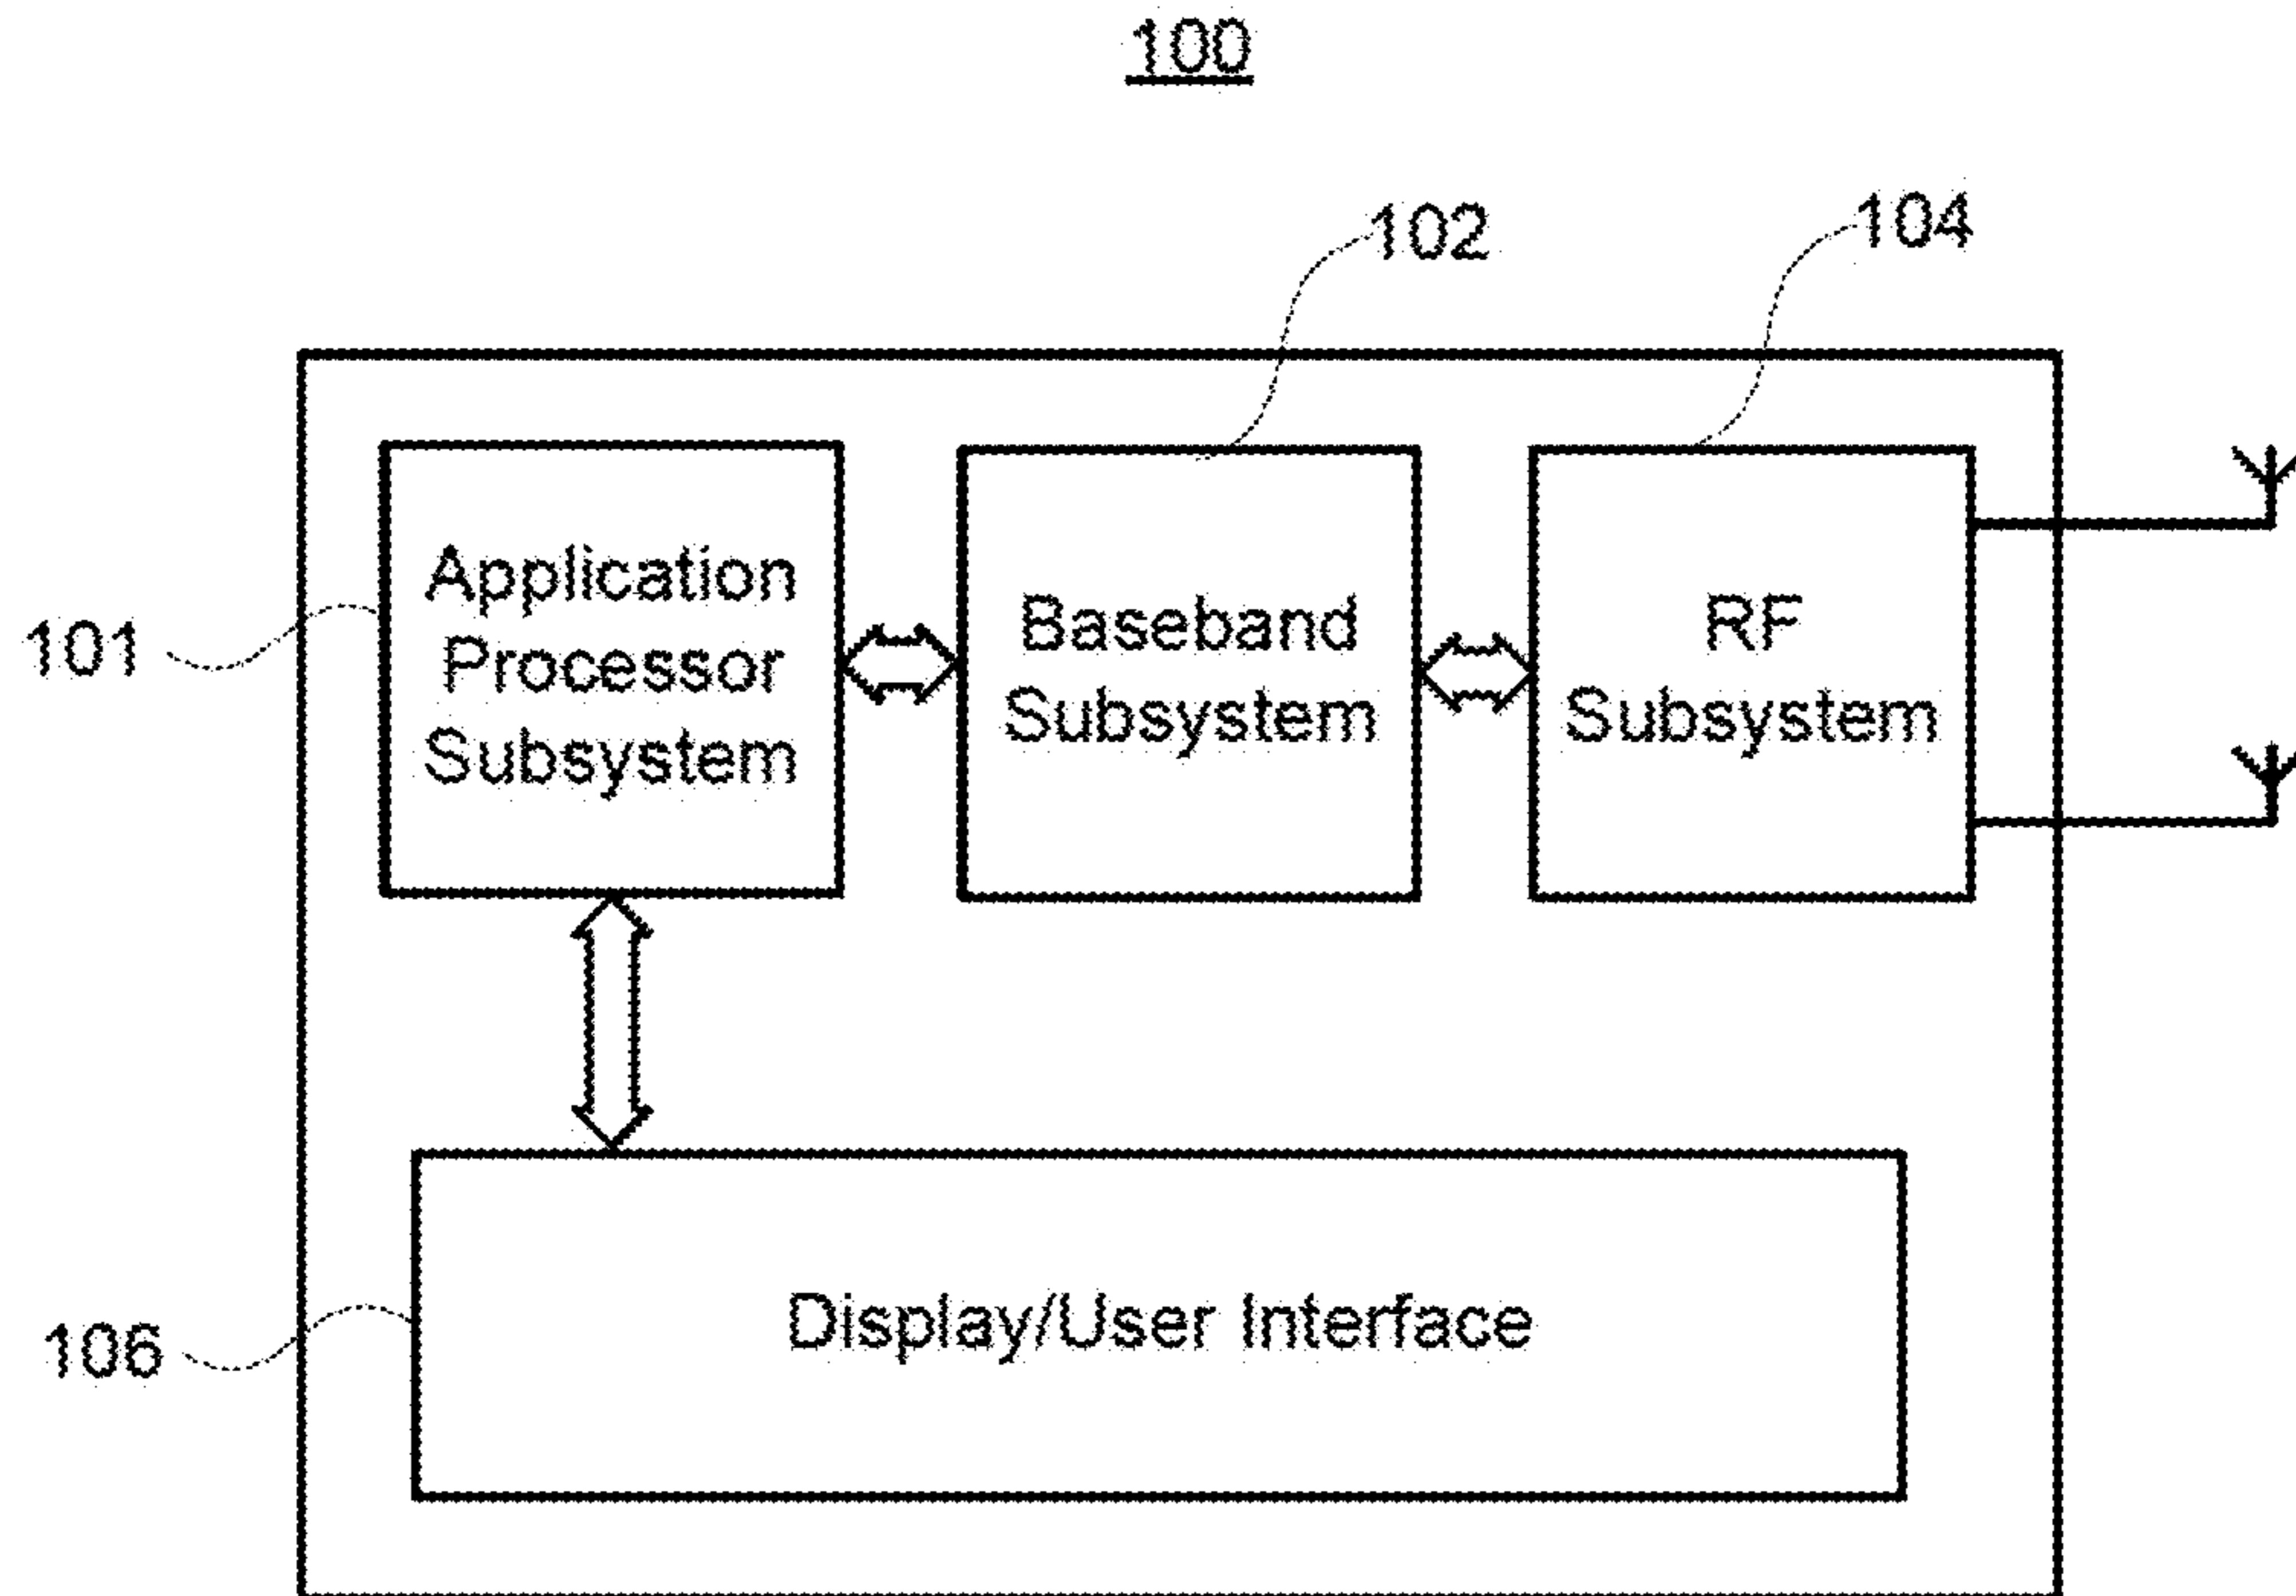 100
102
104
101
Application
Processor
Subsystem
Baseband
Subsystem
RF
Subsystem
106
Display/User Interface